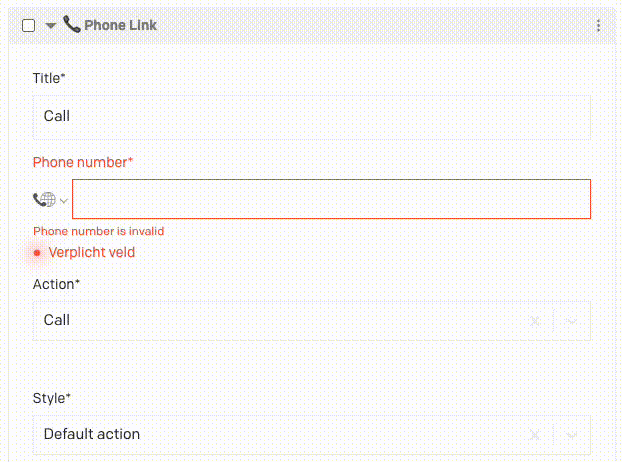 Phone Link
Title*
Call
Phone number*
Phone number is invalid
Verplicht veld
Action*
Call
Style*
Default action